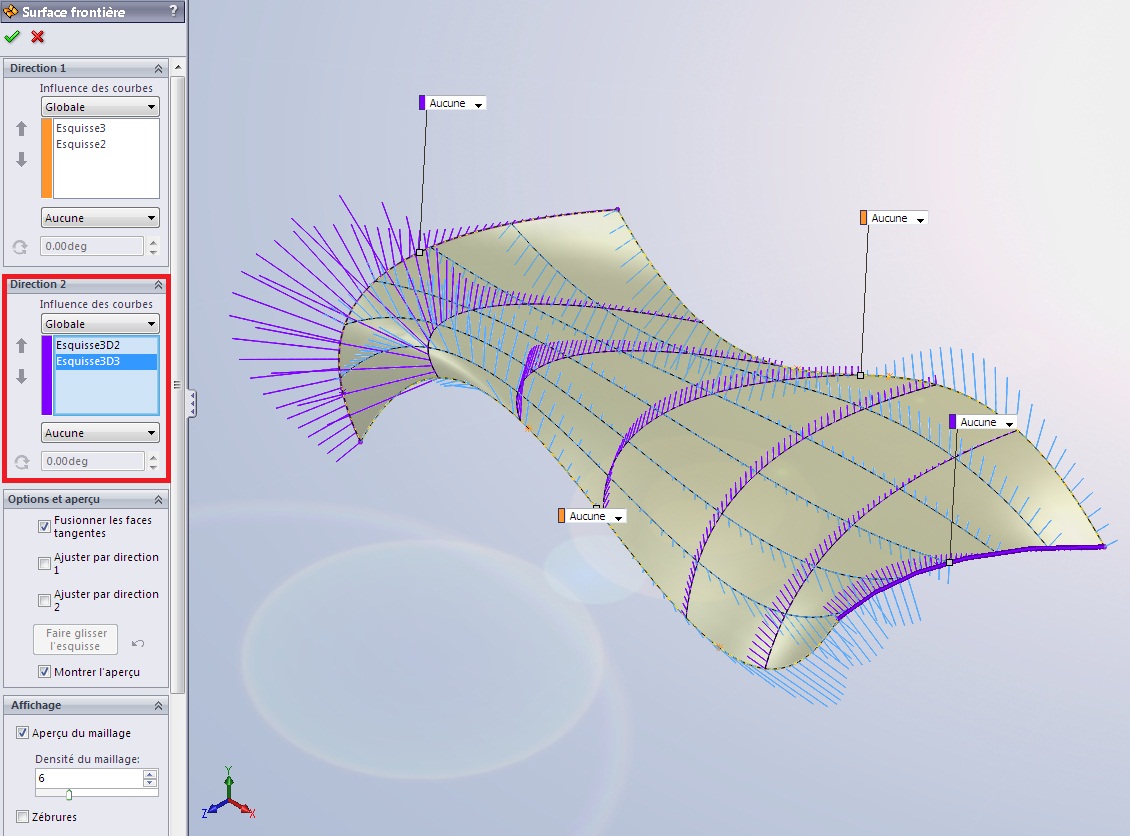 Surface frontière ?
Direction 1
Influence des courbes
Globale
Esquisse3
Esquisse2
Aucune
0.00deg
Direction 2
Influence des courbes
Globale
Esquisse3D2
Esquisse3D3
Aucune
0.00deg
Options et aperçu
Fusionner les faces
tangentes
Ajuster par direction
1
Ajuster par direction
2
Faire glisser
l'esquisse
Montrer l'aperçu
Affichage
Aperçu du maillage
Densité du maillage:
6
Zébrures
Aucune
Aucune
Aucune
Aucune
Y
Z
X